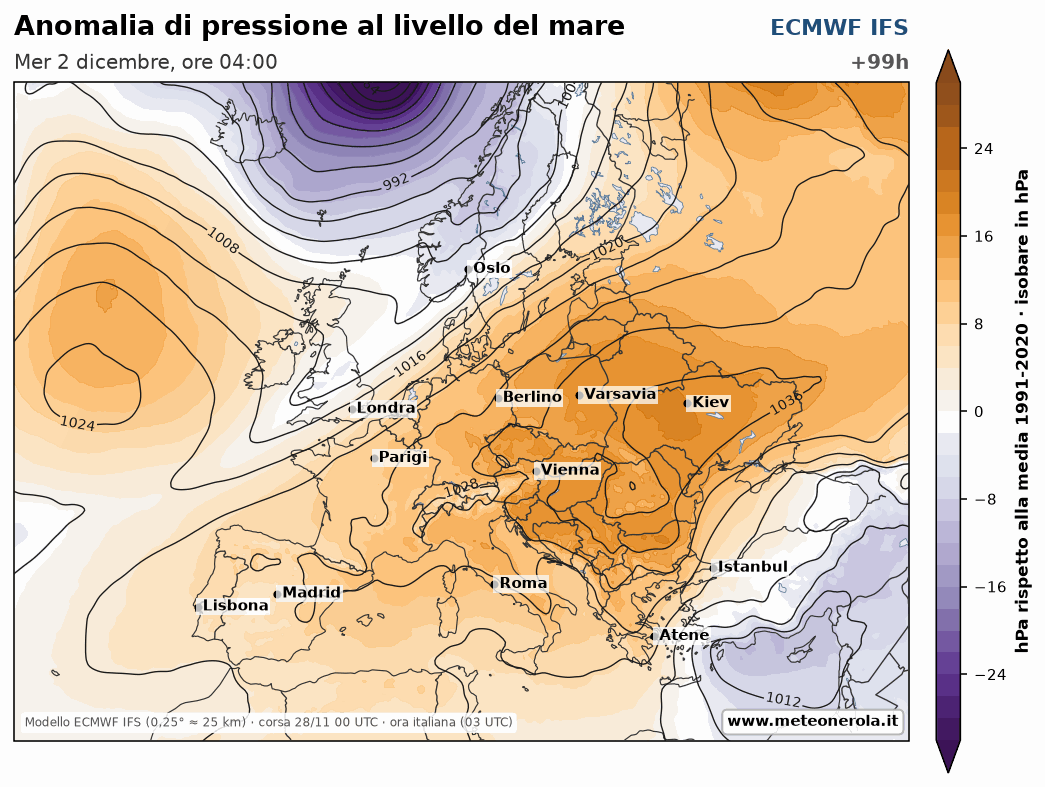 Anomalia di pressione al livello del mare
ECMWF IFS
Mer 2 dicembre, ore 04:00
+99h
992
1008
1020
Oslo
1016
1024
Londra
Berlino
Varsavia
Kiev
1036
Parigi
Vienna
1028
Istanbul
Roma
Madrid
Lisbona
Atene
1012
Modello ECMWF IFS (0,25° ≈ 25 km) · corsa 28/11 00 UTC · ora italiana (03 UTC)
www.meteonerola.it
24
16
8
0
−8
−16
−24
hPa rispetto alla media 1991-2020 · isobare in hPa